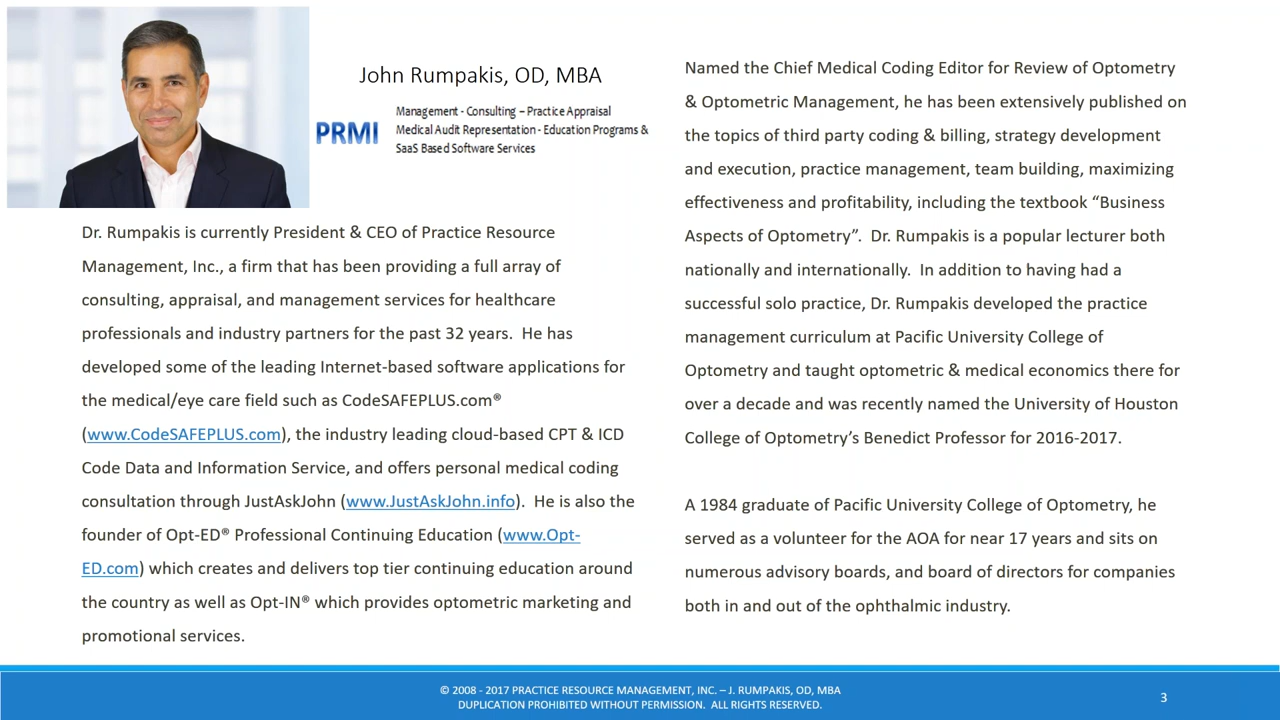 John Rumpakis, OD, MBA
PRMI
Management - Consulting – Practice Appraisal
Medical Audit Representation - Education Programs &
SaaS Based Software Services
Dr. Rumpakis is currently President & CEO of Practice Resource
Management, Inc., a firm that has been providing a full array of
consulting, appraisal, and management services for healthcare
professionals and industry partners for the past 32 years.  He has
developed some of the leading Internet-based software applications for
the medical/eye care field such as CodeSAFEPLUS.com®
(www.CodeSAFEPLUS.com), the industry leading cloud-based CPT & ICD
Code Data and Information Service, and offers personal medical coding
consultation through JustAskJohn (www.JustAskJohn.info).  He is also the
founder of Opt-ED® Professional Continuing Education (www.Opt-
ED.com) which creates and delivers top tier continuing education around
the country as well as Opt-IN® which provides optometric marketing and
promotional services.
Named the Chief Medical Coding Editor for Review of Optometry
& Optometric Management, he has been extensively published on
the topics of third party coding & billing, strategy development
and execution, practice management, team building, maximizing
effectiveness and profitability, including the textbook “Business
Aspects of Optometry”.  Dr. Rumpakis is a popular lecturer both
nationally and internationally.  In addition to having had a
successful solo practice, Dr. Rumpakis developed the practice
management curriculum at Pacific University College of
Optometry and taught optometric & medical economics there for
over a decade and was recently named the University of Houston
College of Optometry’s Benedict Professor for 2016-2017.
A 1984 graduate of Pacific University College of Optometry, he
served as a volunteer for the AOA for near 17 years and sits on
numerous advisory boards, and board of directors for companies
both in and out of the ophthalmic industry.
© 2008 - 2017 PRACTICE RESOURCE MANAGEMENT, INC. – J. RUMPAKIS, OD, MBA
DUPLICATION PROHIBITED WITHOUT PERMISSION.  ALL RIGHTS RESERVED.
3